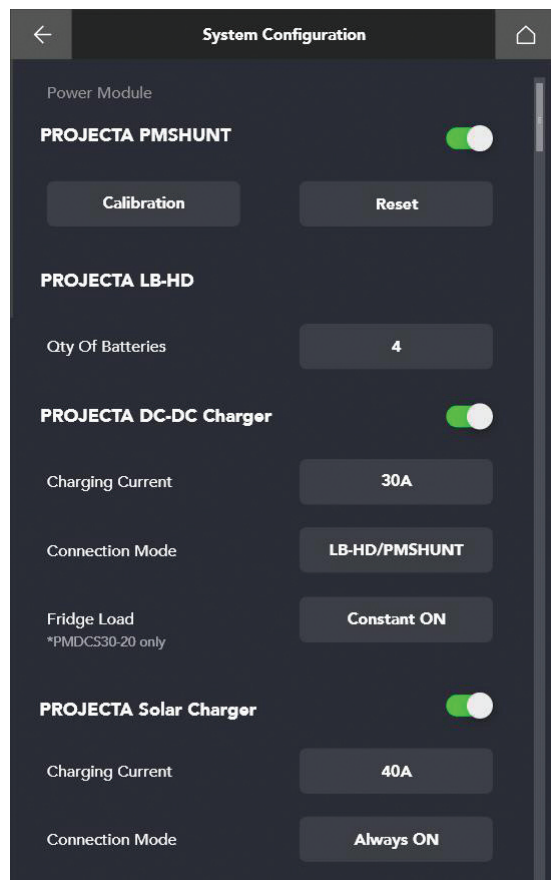 System Configuration
Power Module
PROJECTA PMSHUNT
Calibration
Reset
PROJECTA LB-HD
Qty Of Batteries
4
PROJECTA DC-DC Charger
Charging Current
30A
Connection Mode
LB-HD/PMSHUNT
Fridge Load
Constant ON
*PMDCS30-20 only
PROJECTA Solar Charger
Charging Current
40A
Connection Mode
Always ON